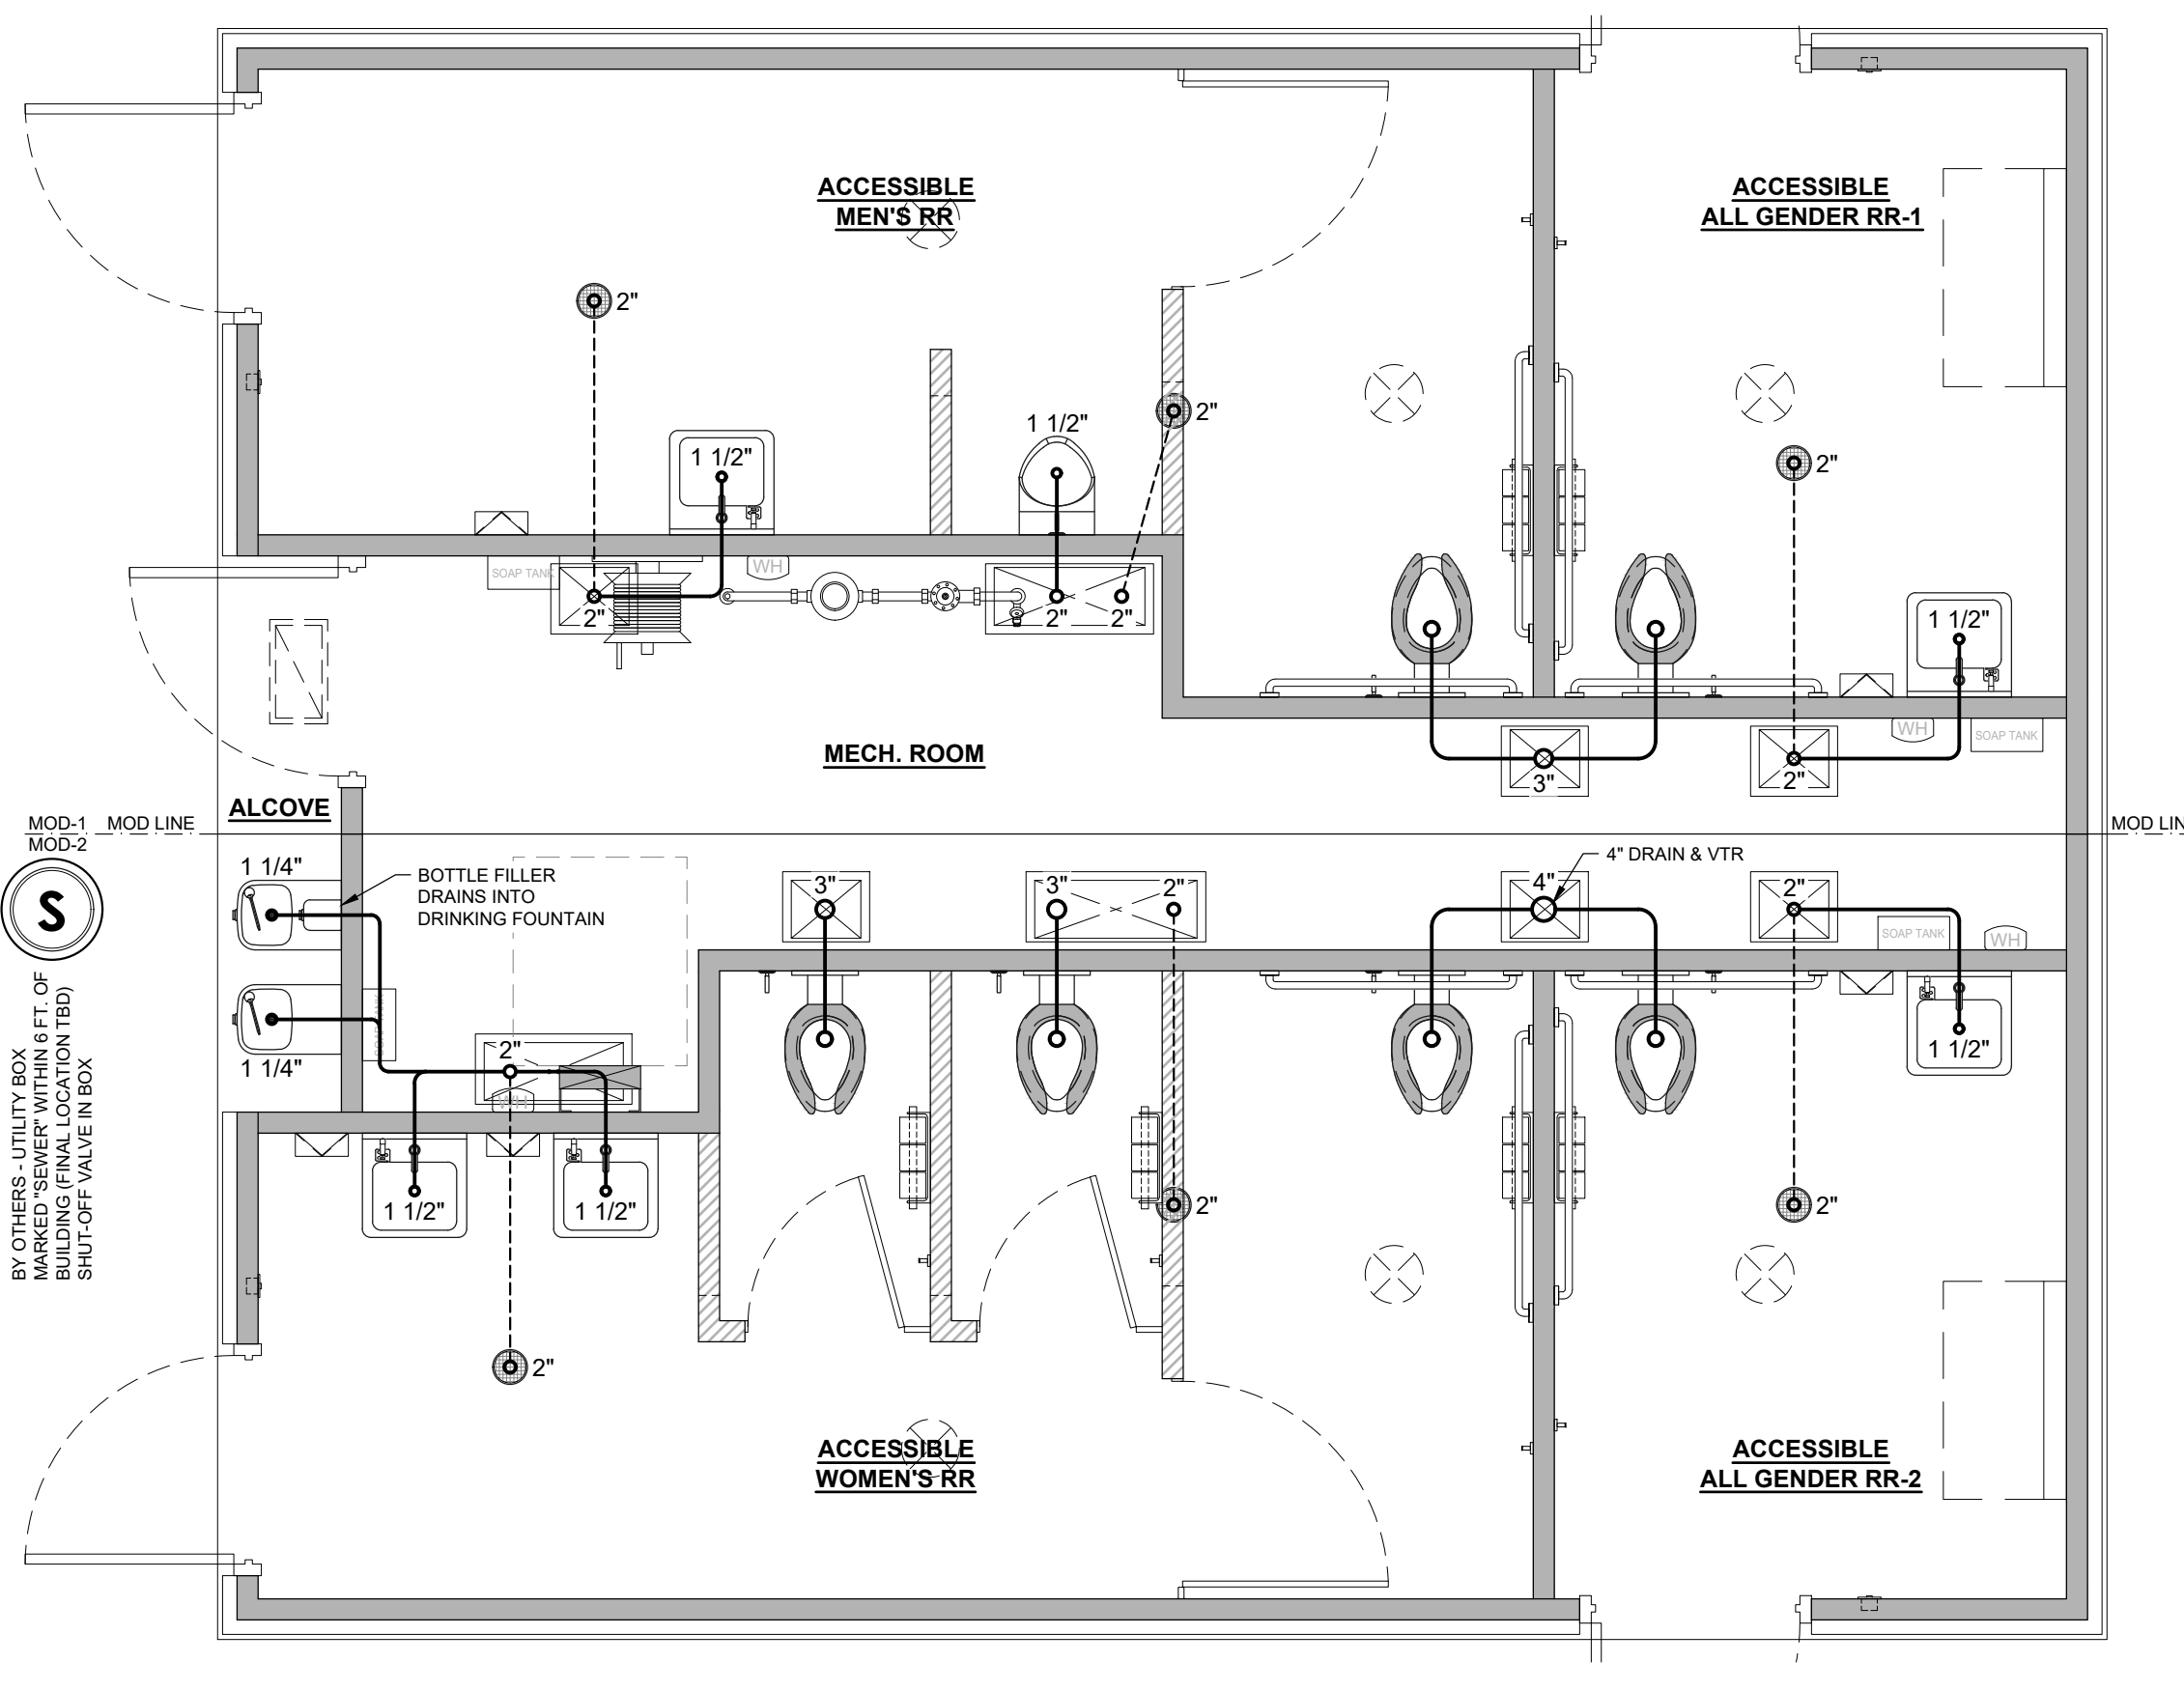 ACCESSIBLE
MEN'S RR
ACCESSIBLE
ALL GENDER RR-1
2"
2"
1 1/2"
1 1/2"
2"
SOAP TANK
WH
2"
2"
2"
1 1/2"
WH
SOAP TANK
3"
2"
MECH. ROOM
ALCOVE
MOD-1
MOD LINE
MOD-2
MOD LIN
S
1 1/4"
BOTTLE FILLER
DRAINS INTO
DRINKING FOUNTAIN
3"
3"
2"
4"
4" DRAIN & VTR
2"
SOAP TANK
WH
SOAP TANK
1 1/4"
2"
WH
1 1/2"
1 1/2"
1 1/2"
2"
2"
2"
BY OTHERS - UTILITY BOX
MARKED "SEWER" WITHIN 6 FT. OF
BUILDING (FINAL LOCATION TBD)
SHUT-OFF VALVE IN BOX
ACCESSIBLE
WOMEN'S RR
ACCESSIBLE
ALL GENDER RR-2